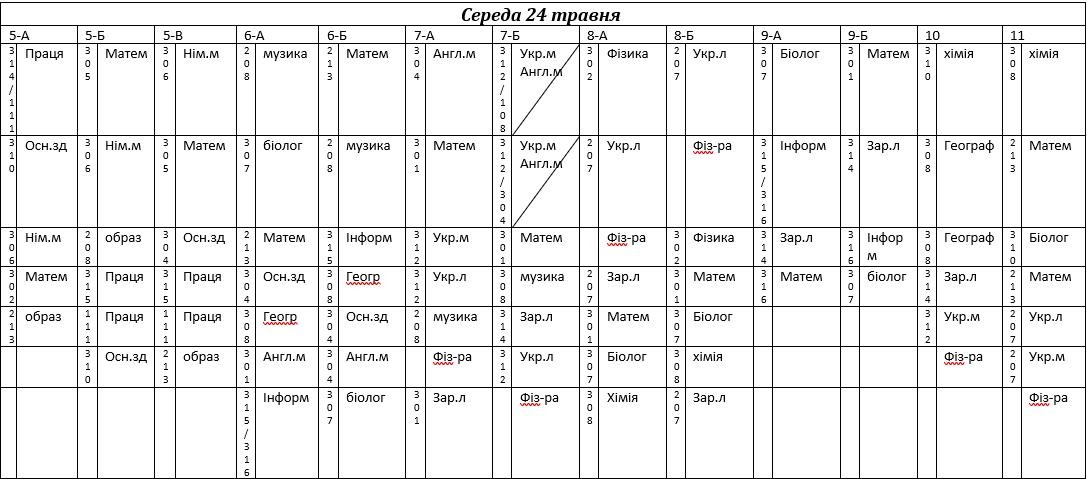 Середа 24 травня
5-А 5-Б 5-В 6-А 6-Б 7-А 7-Б 8-А 8-Б 9-А 9-Б 10 11
314/111 Праця 305 Матем 306 Нім.м 208 музика 213 Матем 304 Англ.м 312/108 Укр.м Англ.м 302 Фізика 207 Укр.л 307 Біолог 301 Матем 310 хімія 308 хімія
310 Осн.зд 306 Нім.м 305 Матем 307 біолог 208 музика 301 Матем 312/304 Укр.м Англ.м 207 Укр.л Фіз-ра 315/316 Інформ 314 Зар.л 308 Географ 213 Матем
306 Нім.м 208 образ 304 Осн.зд 213 Матем 315 Інформ 312 Укр.м 301 Матем Фіз-ра 302 Фізика 314 Зар.л 316 Інформ 308 Географ 310 Біолог
302 Матем 315 Праця 315 Праця 304 Осн.зд 308 Геогр 312 Укр.л 308 музика 207 Зар.л 301 Матем 316 Матем 307 біолог 314 Зар.л 213 Матем
213 образ 111 Праця 111 Праця 308 Геогр 304 Осн.зд 208 музика 314 Зар.л 301 Матем 307 Біолог 312 Укр.м 207 Укр.л
310 Осн.зд 213 образ 301 Англ.м 304 Англ.м Фіз-ра 312 Укр.л 307 Біолог 308 хімія Фіз-ра 207 Укр.м
315/316 Інформ 307 біолог 301 Зар.л Фіз-ра 308 Хімія 207 Зар.л Фіз-ра